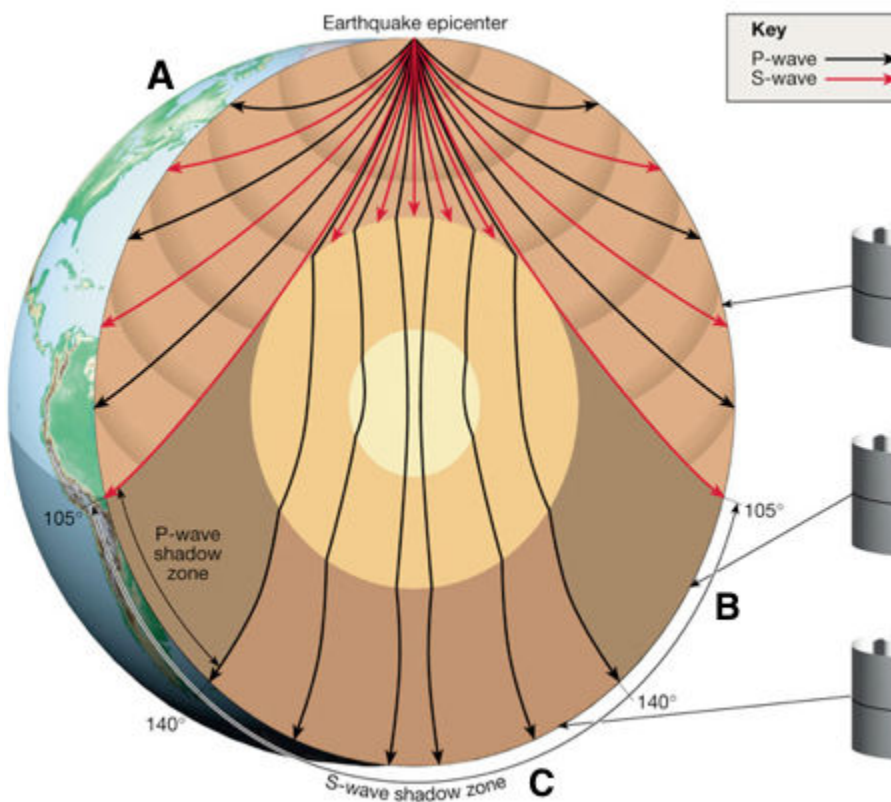 Earthquake epicenter
Key
P-wave
S-wave
A
105°
P-wave
shadow
zone
105°
B
140°
140°
S-wave shadow zone
C